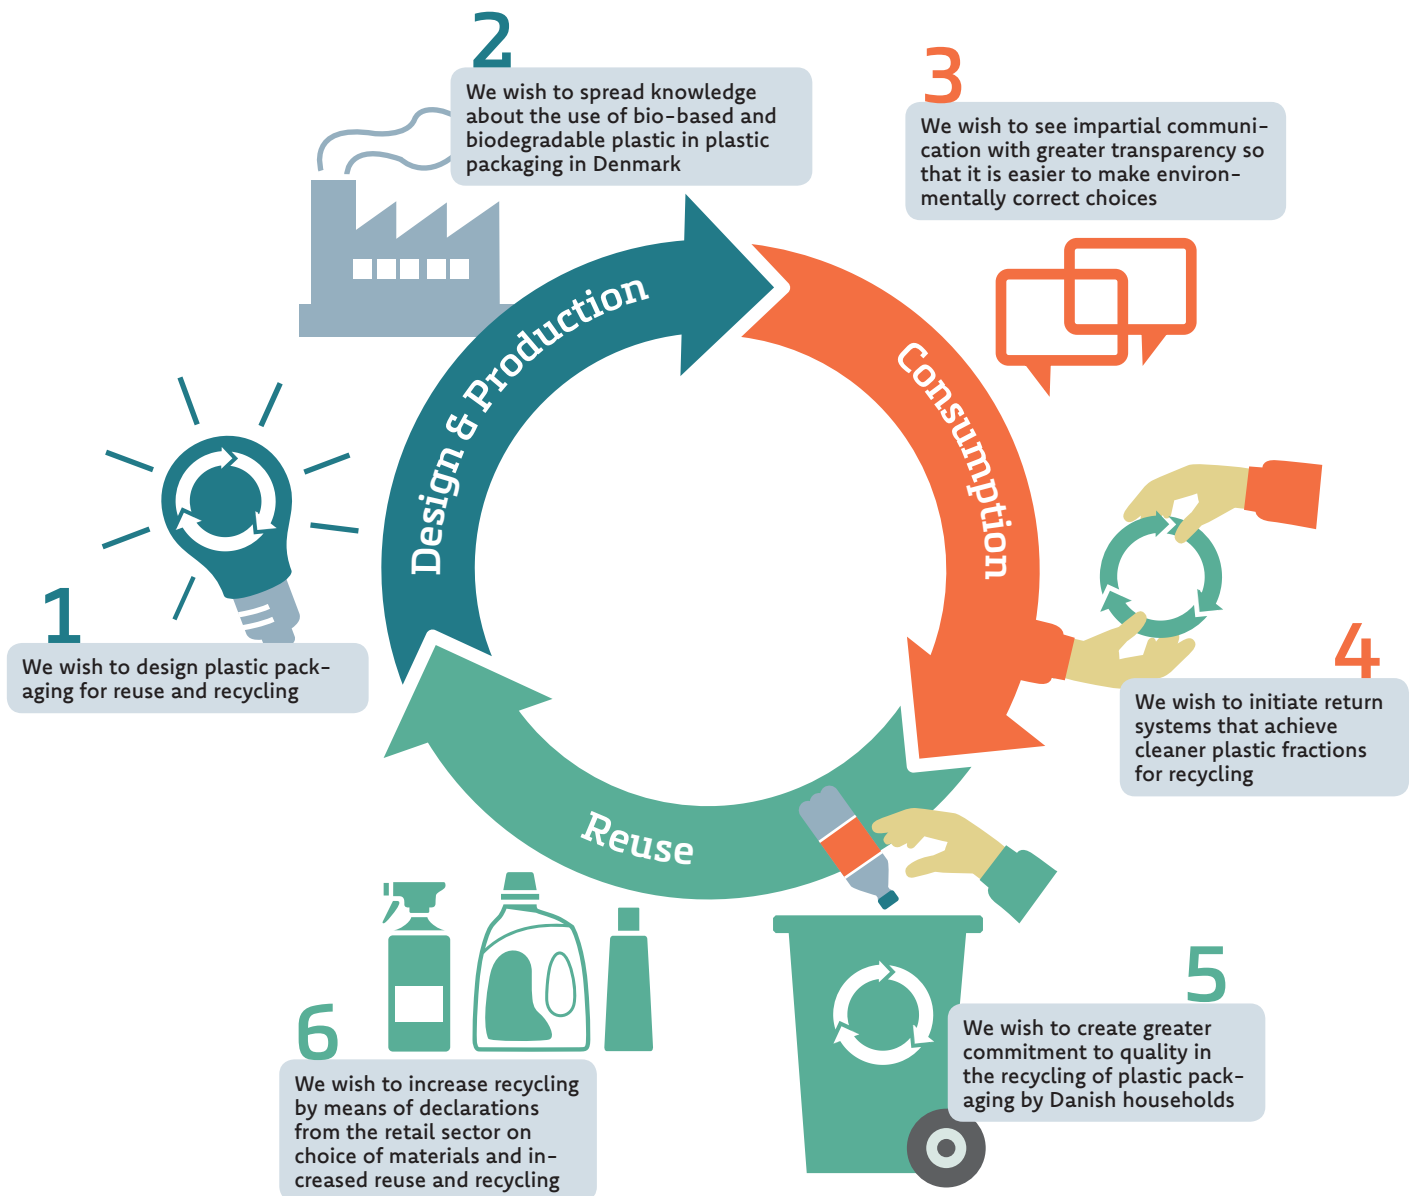 2
We wish to spread knowledge
about the use of bio-based and
biodegradable plastic in plastic
packaging in Denmark
3
We wish to see impartial communi-
cation with greater transparency so
that it is easier to make environ-
mentally correct choices
Design & Production
Consumption
Reuse
1
We wish to design plastic pack-
aging for reuse and recycling
4
We wish to initiate return
systems that achieve
cleaner plastic fractions
for recycling
5
We wish to create greater
commitment to quality in
the recycling of plastic pack-
aging by Danish households
6
We wish to increase recycling
by means of declarations
from the retail sector on
choice of materials and in-
creased reuse and recycling